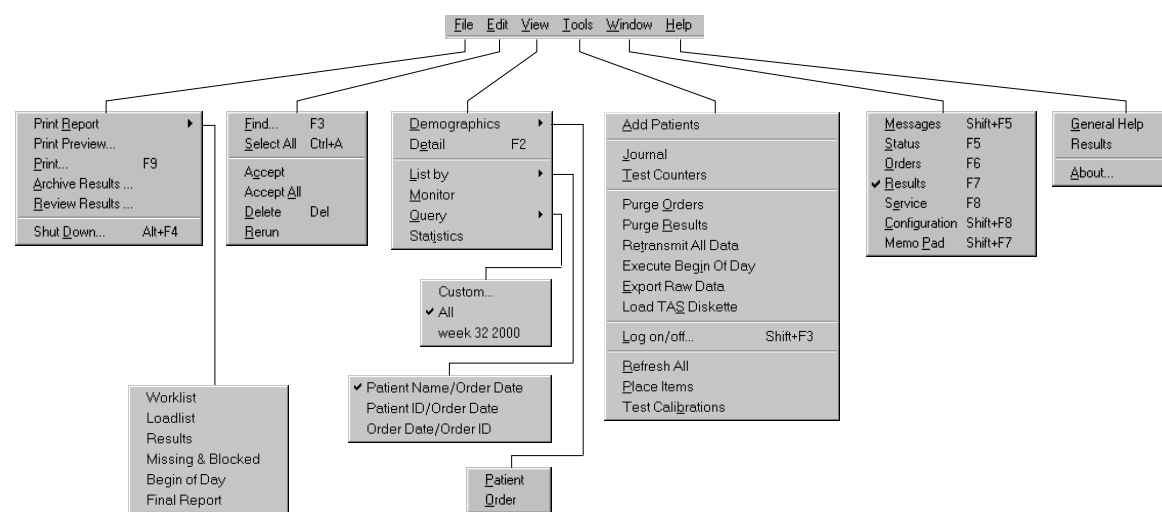 File Edit View Tools Window Help
Print Report
Print Preview...
Print... F9
Archive Results ...
Review Results ...
Shut Down... Alt+F4
Find... F3
Select All Ctrl+A
Accept
Accept All
Delete Del
Rerun
Demographics
Detail F2
List by
Monitor
Query
Statistics
Add Patients
Journal
Test Counters
Purge Orders
Purge Results
Retransmit All Data
Execute Begin Of Day
Export Raw Data
Load TAS Diskette
Log on/off... Shift+F3
Refresh All
Place Items
Test Calibrations
Messages Shift+F5
Status F5
Orders F6
Results F7
Service F8
Configuration Shift+F8
Memo Pad Shift+F7
General Help
Results
About...
Custom...
All
week 32 2000
Patient Name/Order Date
Patient ID/Order Date
Order Date/Order ID
Worklist
Loadlist
Results
Missing & Blocked
Begin of Day
Final Report
Patient
Order